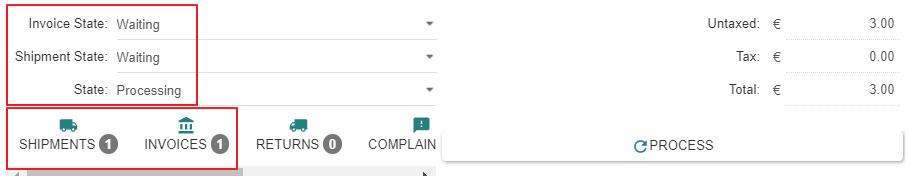 Invoice State: Waiting
Untaxed: € 3.00
Shipment State: Waiting
Tax: € 0.00
State: Processing
Total: € 3.00
SHIPMENTS 1 INVOICES 1 RETURNS 0 COMPLAIN
PROCESS